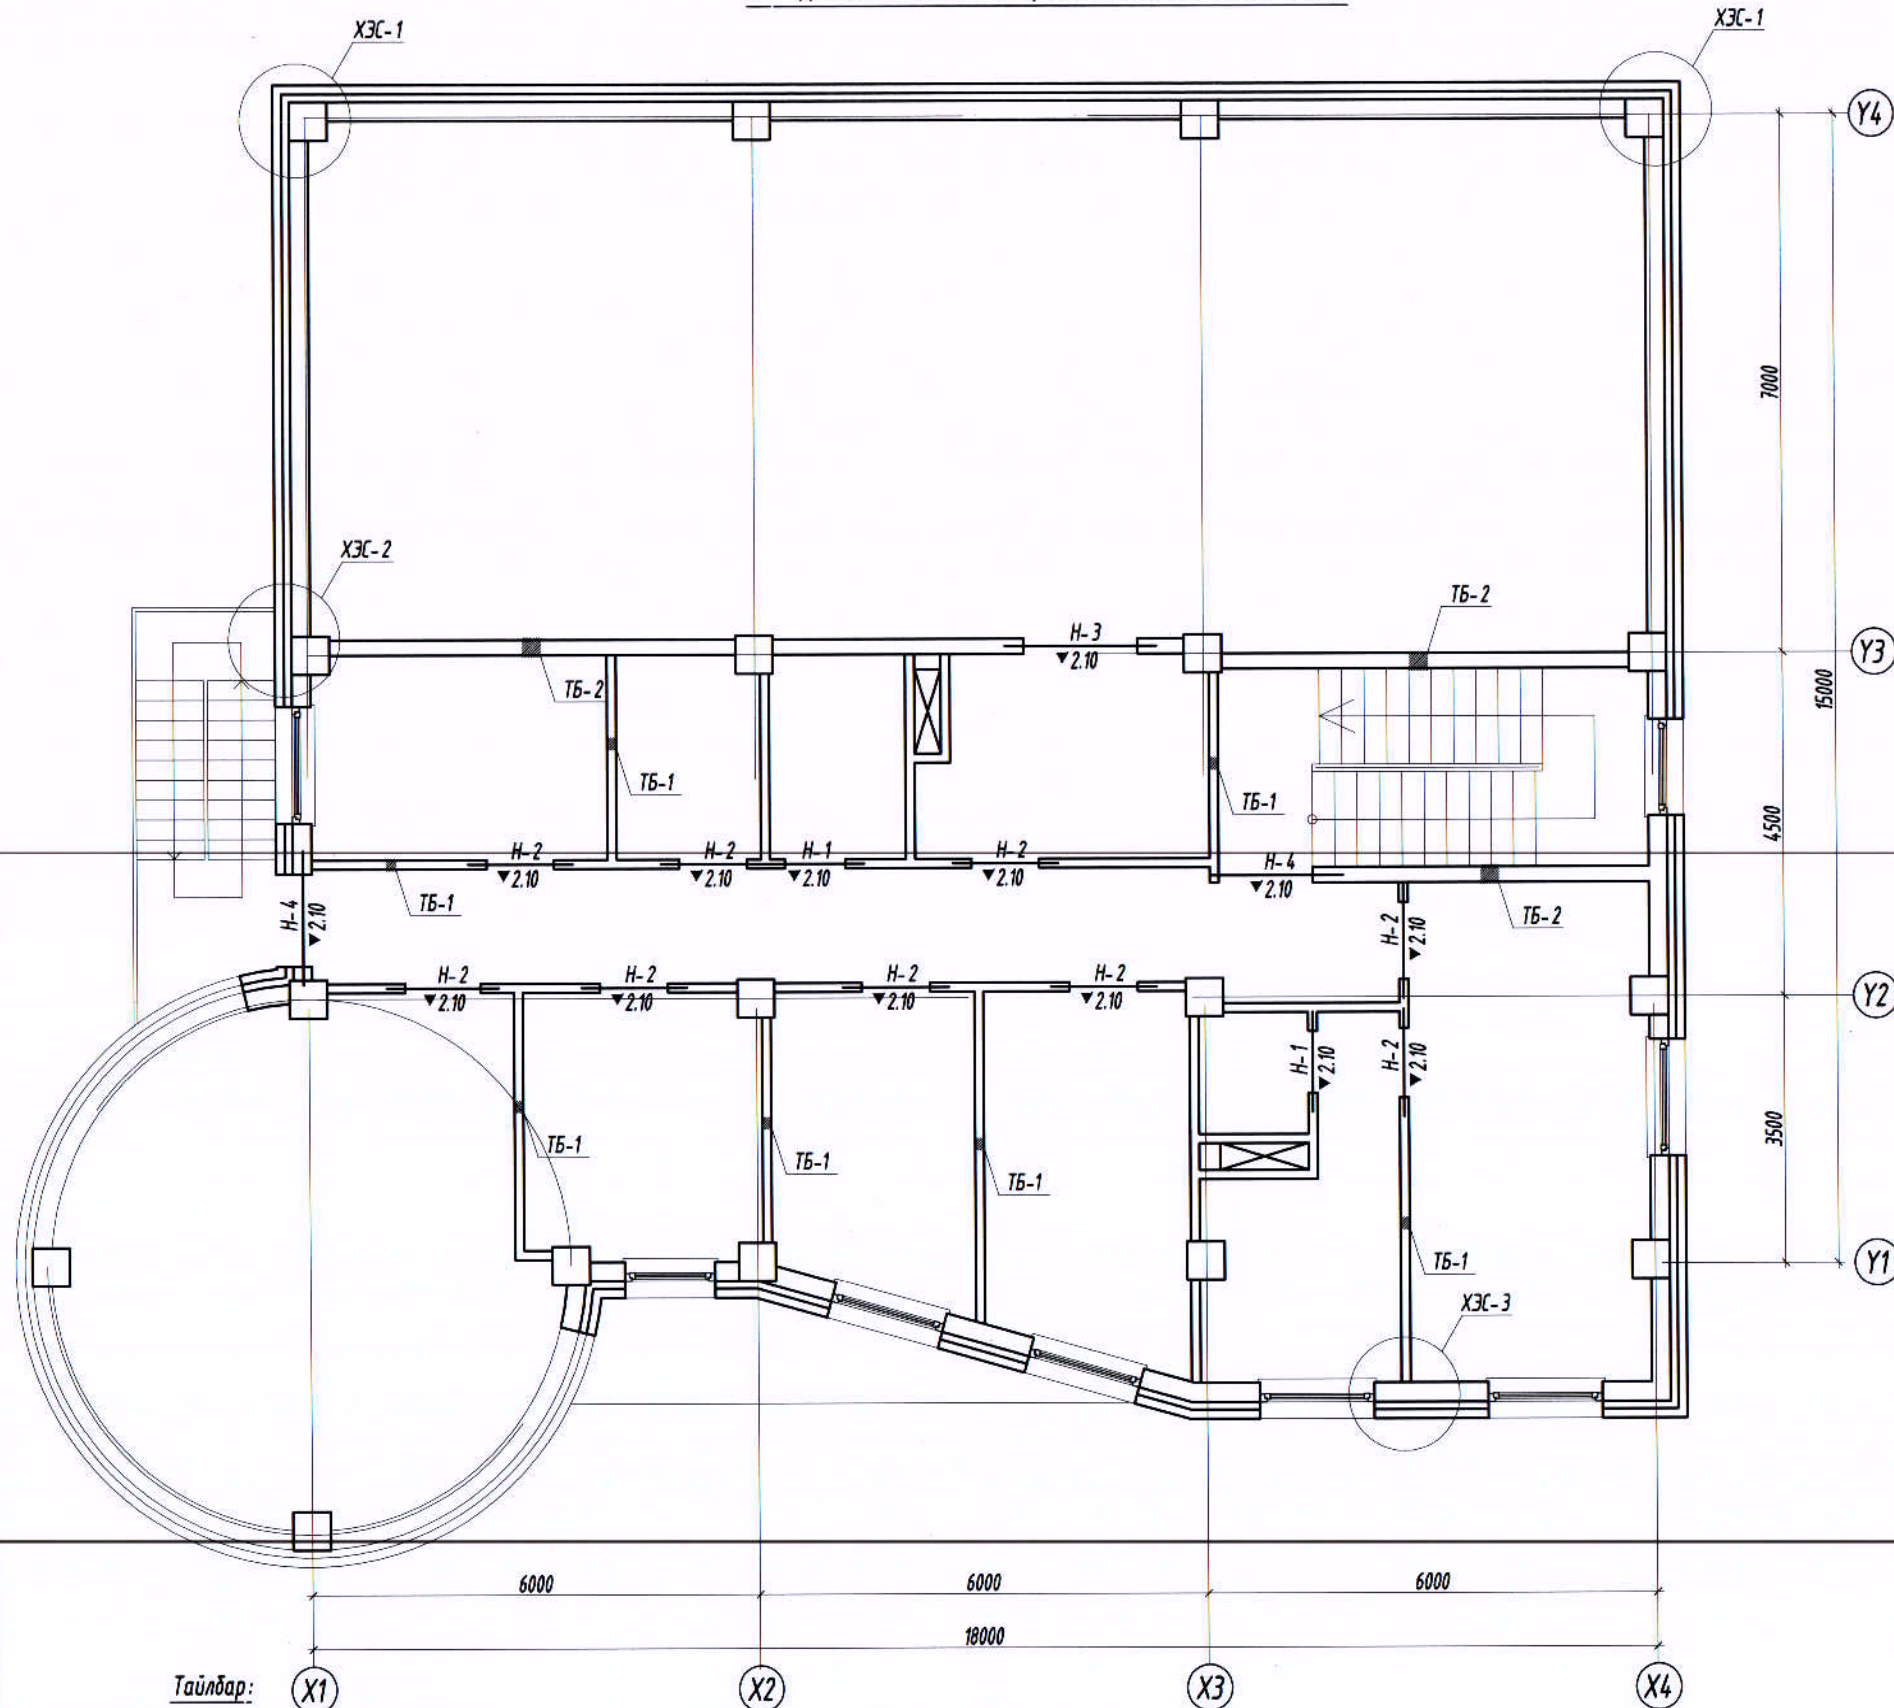 ХЭС-1
ХЭС-1
Y4
7000
ХЭС-2
ТБ-2
Н-3
▼2.10
Y3
15000
ТБ-2
ТБ-1
ТБ-1
4500
Н-2
▼2.10
Н-2
▼2.10
Н-1
▼2.10
Н-2
▼2.10
Н-4
▼2.10
ТБ-1
Н-4
▼2.10
ТБ-2
Н-2
▼2.10
Н-2
▼2.10
Н-2
▼2.10
Н-2
▼2.10
Н-2
▼2.10
Y2
Н-1
▼2.10
Н-2
▼2.10
3500
ТБ-1
ТБ-1
ТБ-1
ТБ-1
Y1
ХЭС-3
6000
6000
6000
18000
Тайлбар:
X1
X2
X3
X4